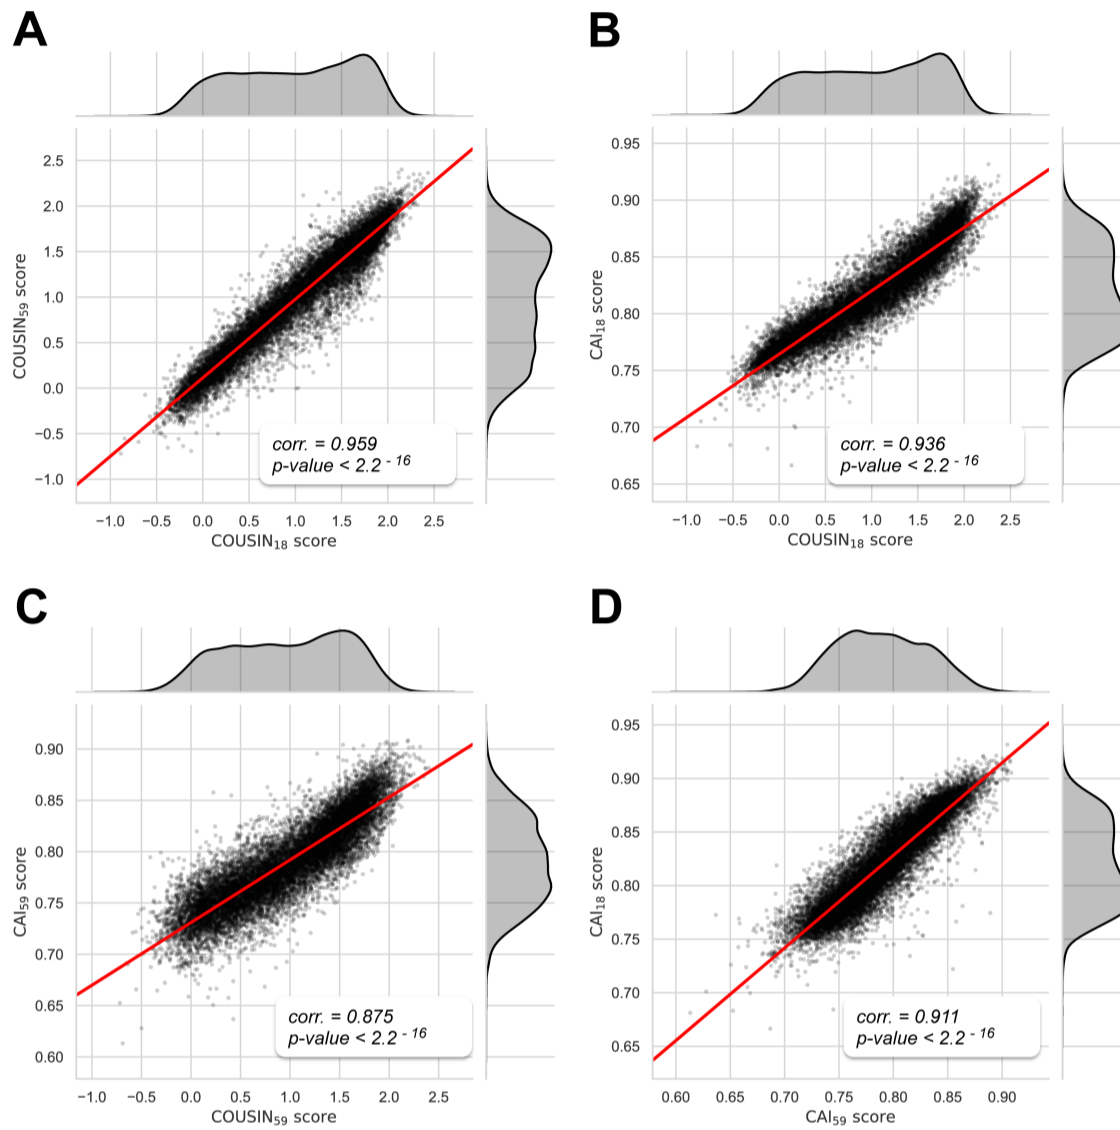 A
B
2.5
2.0
1.5
1.0
0.5
0.0
−0.5
−1.0
COUSIN₅₉ score
corr. = 0.959
p-value < 2.2 - 16
−1.0 −0.5 0.0 0.5 1.0 1.5 2.0 2.5
COUSIN₁₈ score
0.95
0.90
0.85
0.80
0.75
0.70
0.65
CAI₁₈ score
corr. = 0.936
p-value < 2.2 - 16
−1.0 −0.5 0.0 0.5 1.0 1.5 2.0 2.5
COUSIN₁₈ score
C
D
0.90
0.85
0.80
0.75
0.70
0.65
0.60
CAI₅₉ score
corr. = 0.875
p-value < 2.2 - 16
−1.0 −0.5 0.0 0.5 1.0 1.5 2.0 2.5
COUSIN₅₉ score
0.95
0.90
0.85
0.80
0.75
0.70
0.65
CAI₁₈ score
corr. = 0.911
p-value < 2.2 - 16
0.60 0.65 0.70 0.75 0.80 0.85 0.90
CAI₅₉ score